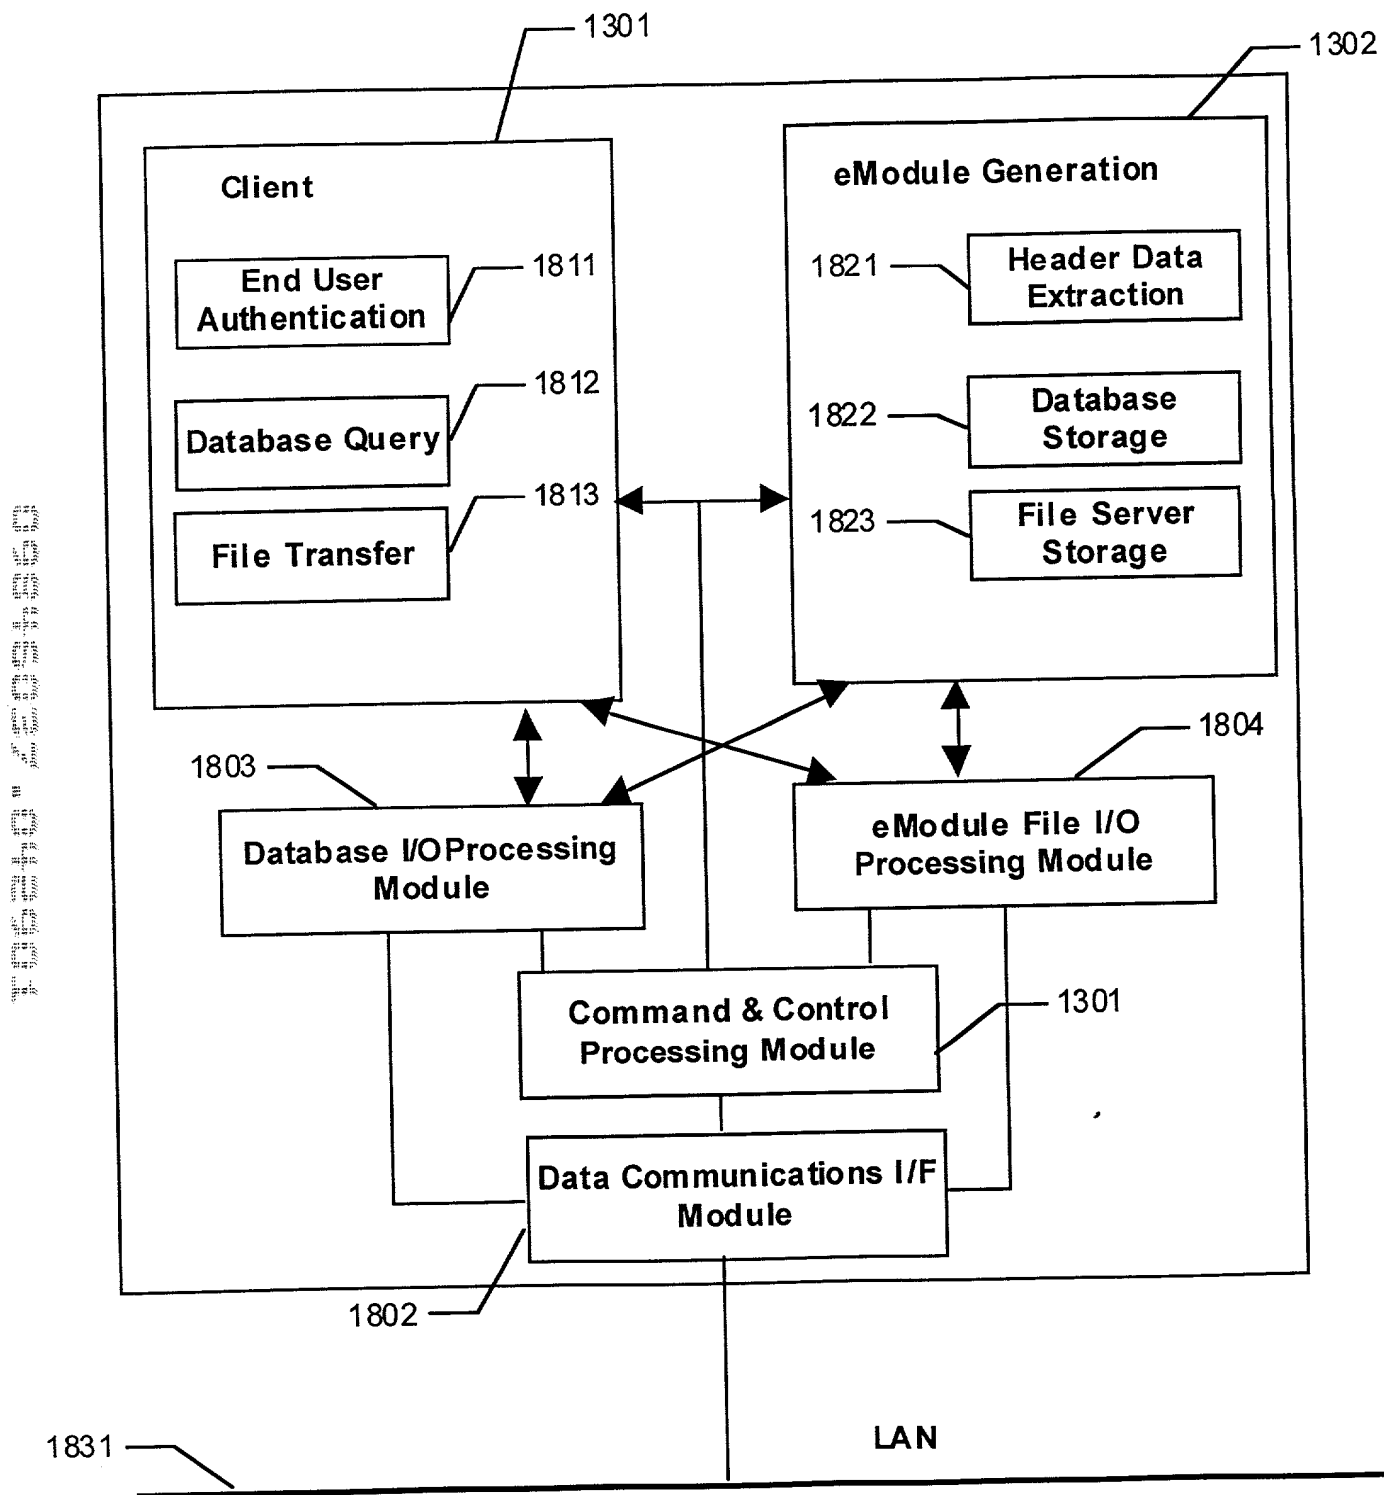 1301
1302
Client
eModule Generation
End User
Authentication
1811
1821
Header Data
Extraction
1812
Database Query
1822
Database
Storage
1813
File Transfer
1823
File Server
Storage
1803
1804
Database I/OProcessing
Module
eModule File I/O
Processing Module
Command & Control
Processing Module
1301
Data Communications I/F
Module
1802
LAN
1831